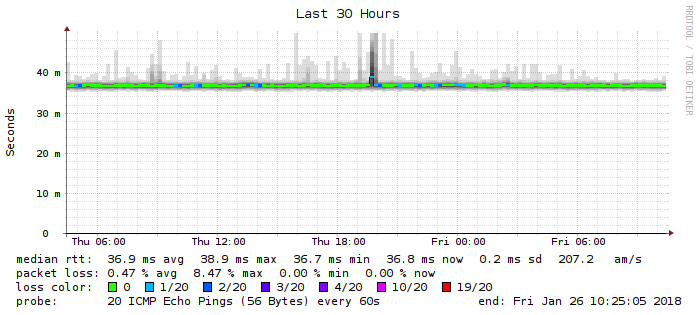 Last 30 Hours
RRDTOOL / TOBI OETIKER
Seconds
40 m
30 m
20 m
10 m
0
Thu 06:00 Thu 12:00 Thu 18:00 Fri 00:00 Fri 06:00
median rtt: 36.9 ms avg 38.9 ms max 36.7 ms min 36.8 ms now 0.2 ms sd 207.2 am/s
packet loss: 0.47 % avg 8.47 % max 0.00 % min 0.00 % now
loss color: 0 1/20 2/20 3/20 4/20 10/20 19/20
probe: 20 ICMP Echo Pings (56 Bytes) every 60s end: Fri Jan 26 10:25:05 2018